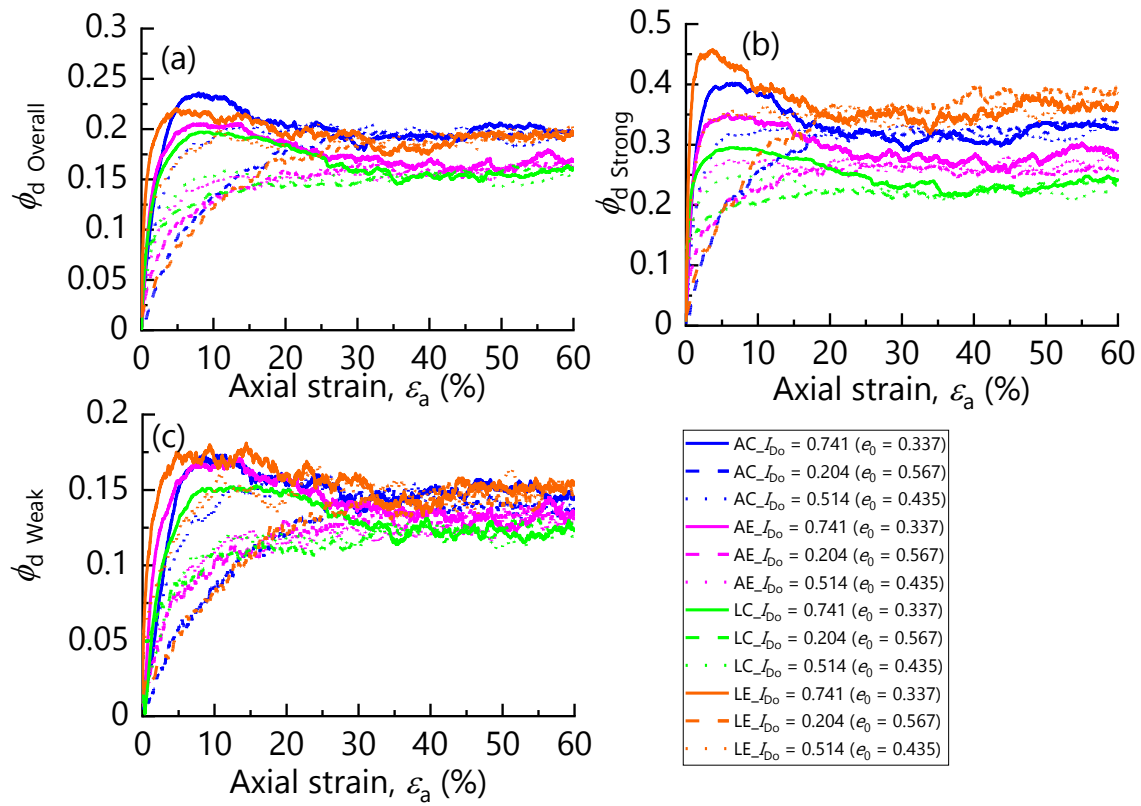 0.3
0.25
0.2
0.15
0.1
0.05
0
(a)
ϕd Overall
0 10 20 30 40 50 60
Axial strain, εa (%)
0.5
0.4
0.3
0.2
0.1
0
(b)
ϕd Strong
0 10 20 30 40 50 60
Axial strain, εa (%)
0.2
0.15
0.1
0.05
0
(c)
ϕd Weak
0 10 20 30 40 50 60
Axial strain, εa (%)
AC_IDo = 0.741 (e0 = 0.337)
AC_IDo = 0.204 (e0 = 0.567)
AC_IDo = 0.514 (e0 = 0.435)
AE_IDo = 0.741 (e0 = 0.337)
AE_IDo = 0.204 (e0 = 0.567)
AE_IDo = 0.514 (e0 = 0.435)
LC_IDo = 0.741 (e0 = 0.337)
LC_IDo = 0.204 (e0 = 0.567)
LC_IDo = 0.514 (e0 = 0.435)
LE_IDo = 0.741 (e0 = 0.337)
LE_IDo = 0.204 (e0 = 0.567)
LE_IDo = 0.514 (e0 = 0.435)